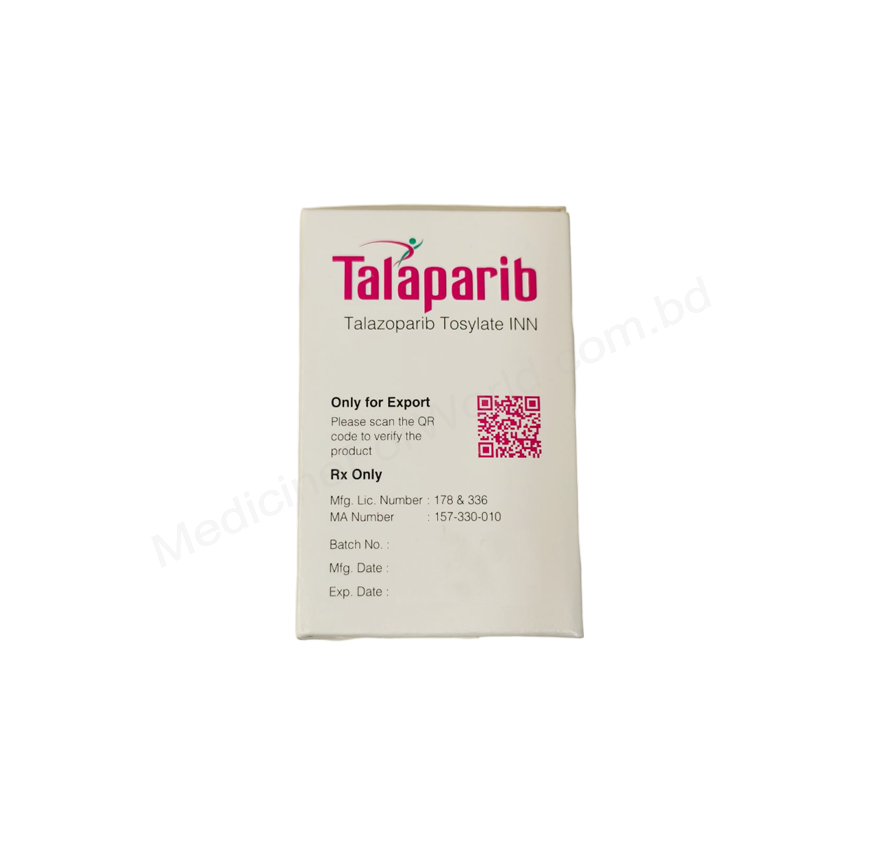 Talaparib
Talazoparib Tosylate INN
Only for Export
Please scan the QR
code to verify the
product
Rx Only
Mfg. Lic. Number : 178 & 336
MA Number : 157-330-010
Batch No. :
Mfg. Date :
Exp. Date :